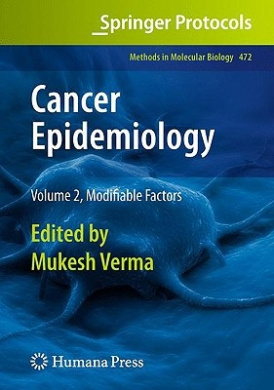 Springer Protocols
Methods in Molecular Biology 472
Cancer
Epidemiology
Volume 2, Modifiable Factors
Edited by
Mukesh Verma
Humana Press